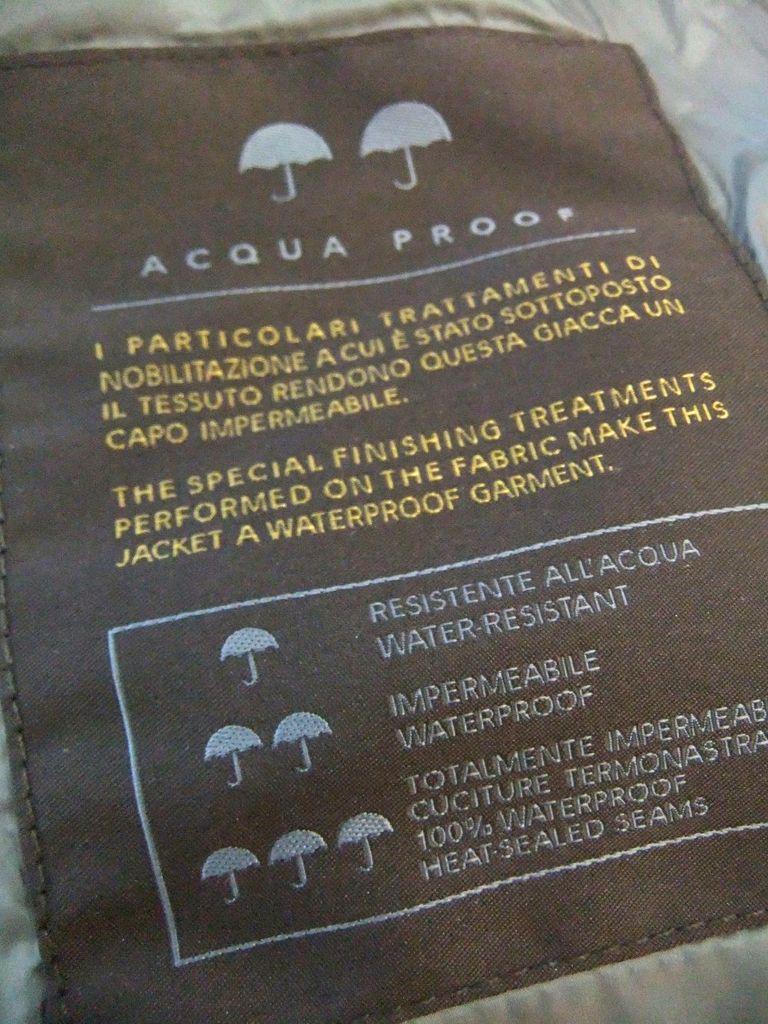 ACQUA PROOF
I PARTICOLARI TRATTAMENTI DI
NOBILITAZIONE A CUI È STATO SOTTOPOSTO
IL TESSUTO RENDONO QUESTA GIACCA UN
CAPO IMPERMEABILE.
THE SPECIAL FINISHING TREATMENTS
PERFORMED ON THE FABRIC MAKE THIS
JACKET A WATERPROOF GARMENT.
RESISTENTE ALL'ACQUA
WATER-RESISTANT
IMPERMEABILE
WATERPROOF
TOTALMENTE IMPERMEAB
CUCITURE TERMONASTRA
100% WATERPROOF
HEAT-SEALED SEAMS